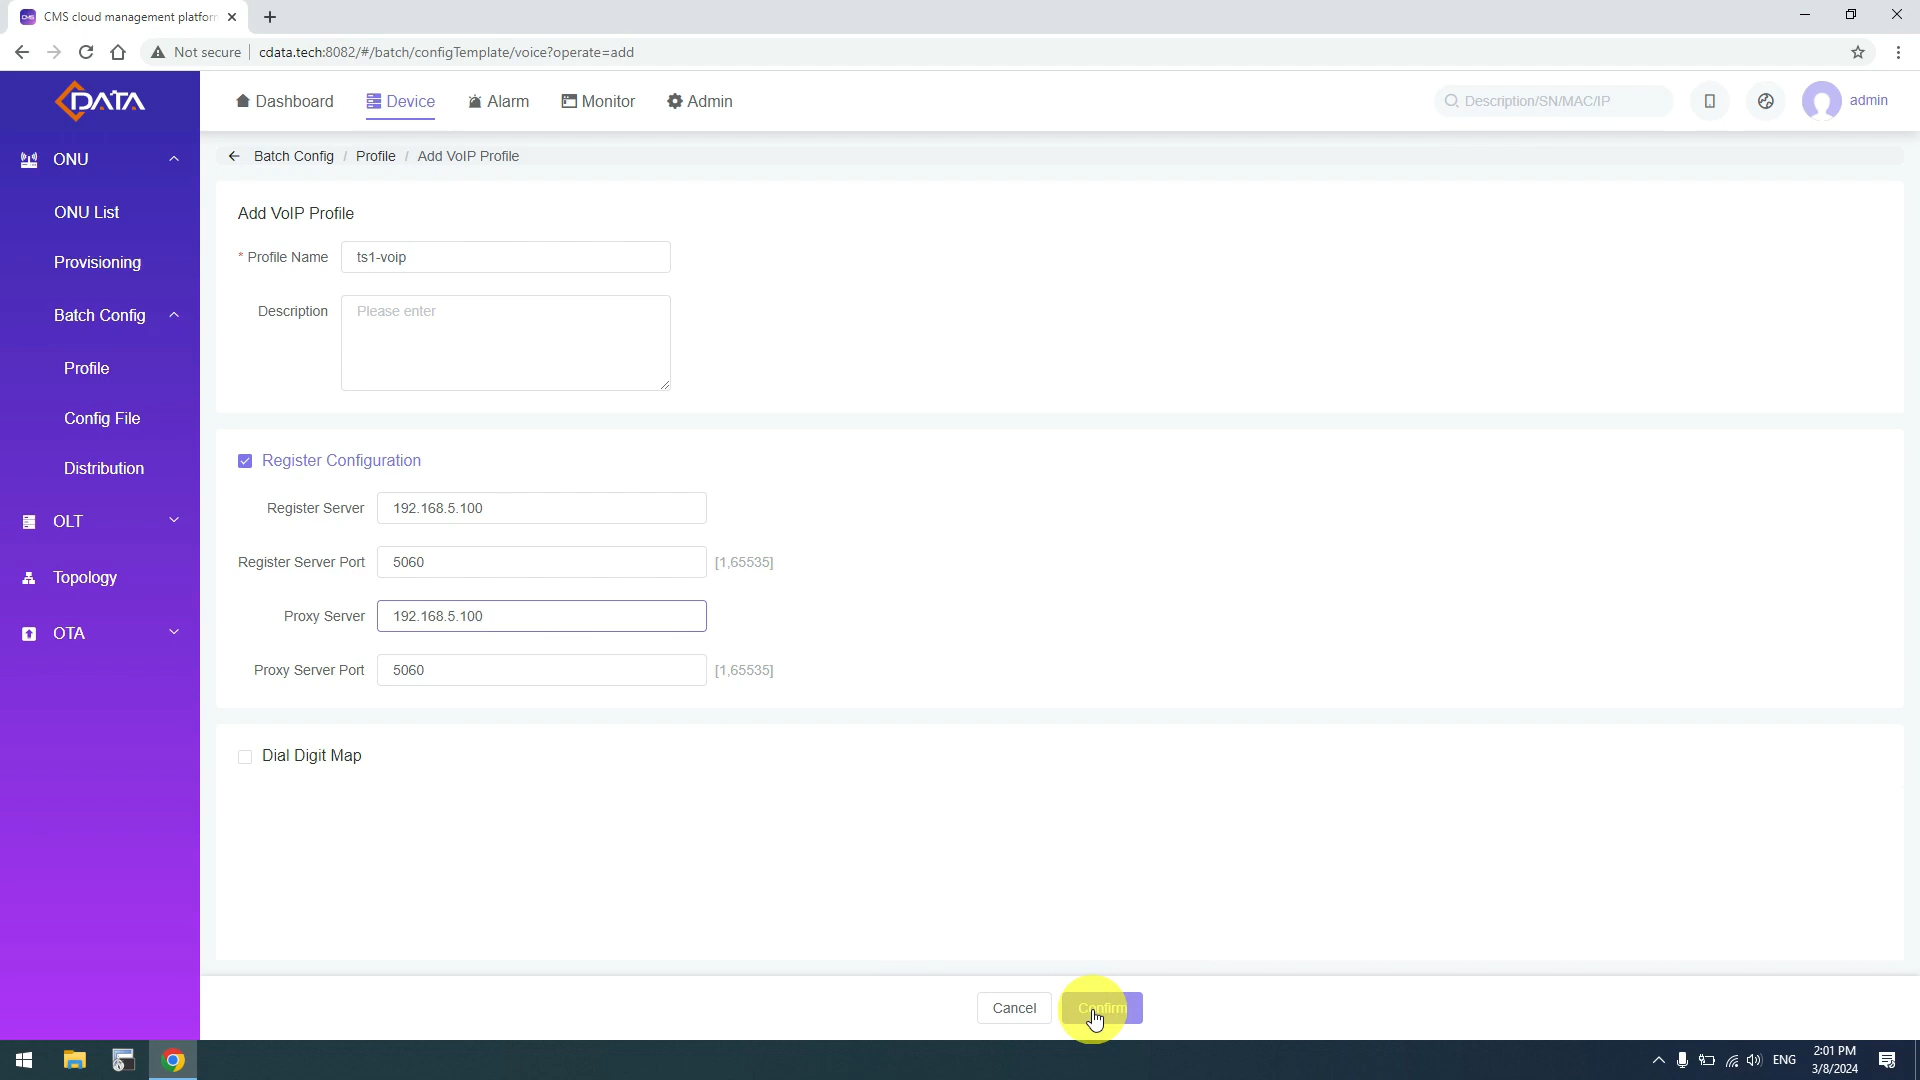 CMS cloud management platfor
Not secure
cdata.tech:8082/#/batch/configTemplate/voice?operate=add
DATA
Dashboard
Device
Alarm
Monitor
Admin
Description/SN/MAC/IP
admin
ONU
ONU List
Provisioning
Batch Config
Profile
Config File
Distribution
OLT
Topology
OTA
Batch Config / Profile / Add VoIP Profile
Add VoIP Profile
* Profile Name ts1-voip
Description Please enter
Register Configuration
Register Server 192.168.5.100
Register Server Port 5060 [1,65535]
Proxy Server 192.168.5.100
Proxy Server Port 5060 [1,65535]
Dial Digit Map
Cancel
Confirm
ENG
2:01 PM
3/8/2024